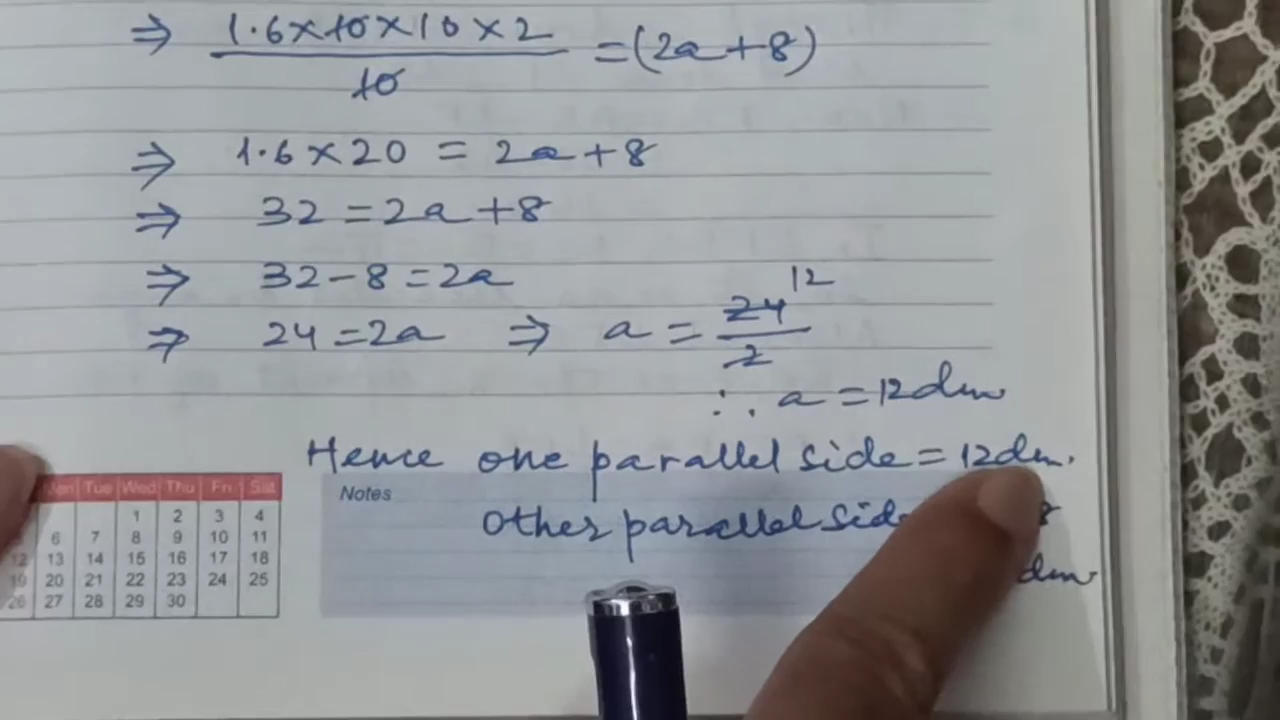 ⇒ 1.6×10×10×2 / 10 = (2a+8)
⇒ 1.6×20 = 2a+8
⇒ 32 = 2a+8
⇒ 32-8 = 2a
⇒ 24 = 2a ⇒ a = 24/2 12
∴ a = 12dm
Hence one parallel side = 12dm.
Notes
Other parallel side 8
dm
Mon Tue Wed Thu Fri Sat
1 2 3 4
6 7 8 9 10 11
12 13 14 15 16 17 18
19 20 21 22 23 24 25
26 27 28 29 30